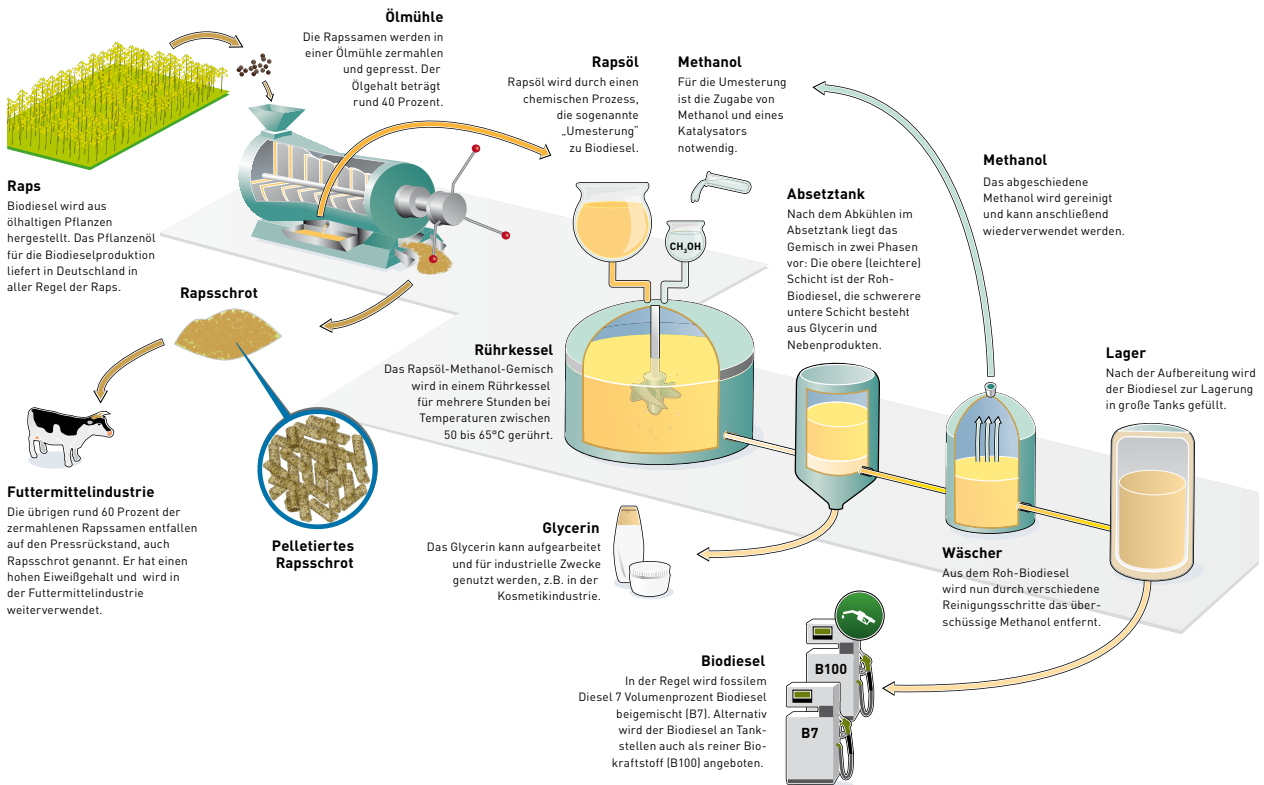 Ölmühle
Die Rapssamen werden in
einer Ölmühle zermahlen
und gepresst. Der
Ölgehalt beträgt
rund 40 Prozent.
Rapsöl
Rapsöl wird durch einen
chemischen Prozess,
die sogenannte
„Umesterung“
zu Biodiesel.
Methanol
Für die Umesterung
ist die Zugabe von
Methanol und eines
Katalysators
notwendig.
Methanol
Das abgeschiedene
Methanol wird gereinigt
und kann anschließend
wiederverwendet werden.
Raps
Biodiesel wird aus
ölhaltigen Pflanzen
hergestellt. Das Pflanzenöl
für die Biodieselproduktion
liefert in Deutschland in
aller Regel der Raps.
Absetztank
Nach dem Abkühlen im
Absetztank liegt das
Gemisch in zwei Phasen
vor: Die obere (leichtere)
Schicht ist der Roh-
Biodiesel, die schwerere
untere Schicht besteht
aus Glycerin und
Nebenprodukten.
CH₃OH
Rapsschrot
Rührkessel
Das Rapsöl-Methanol-Gemisch
wird in einem Rührkessel
für mehrere Stunden bei
Temperaturen zwischen
50 bis 65°C gerührt.
Lager
Nach der Aufbereitung wird
der Biodiesel zur Lagerung
in große Tanks gefüllt.
Futtermittelindustrie
Die übrigen rund 60 Prozent der
zermahlenen Rapssamen entfallen
auf den Pressrückstand, auch
Rapsschrot genannt. Er hat einen
hohen Eiweißgehalt und wird in
der Futtermittelindustrie
weiterverwendet.
Pelletiertes
Rapsschrot
Glycerin
Das Glycerin kann aufgearbeitet
und für industrielle Zwecke
genutzt werden, z.B. in der
Kosmetikindustrie.
Wäscher
Aus dem Roh-Biodiesel
wird nun durch verschiedene
Reinigungsschritte das über-
schüssige Methanol entfernt.
Biodiesel
In der Regel wird fossilem
Diesel 7 Volumenprozent Biodiesel
beigemischt (B7). Alternativ
wird der Biodiesel an Tank-
stellen auch als reiner Bio-
kraftstoff (B100) angeboten.
B100
B7